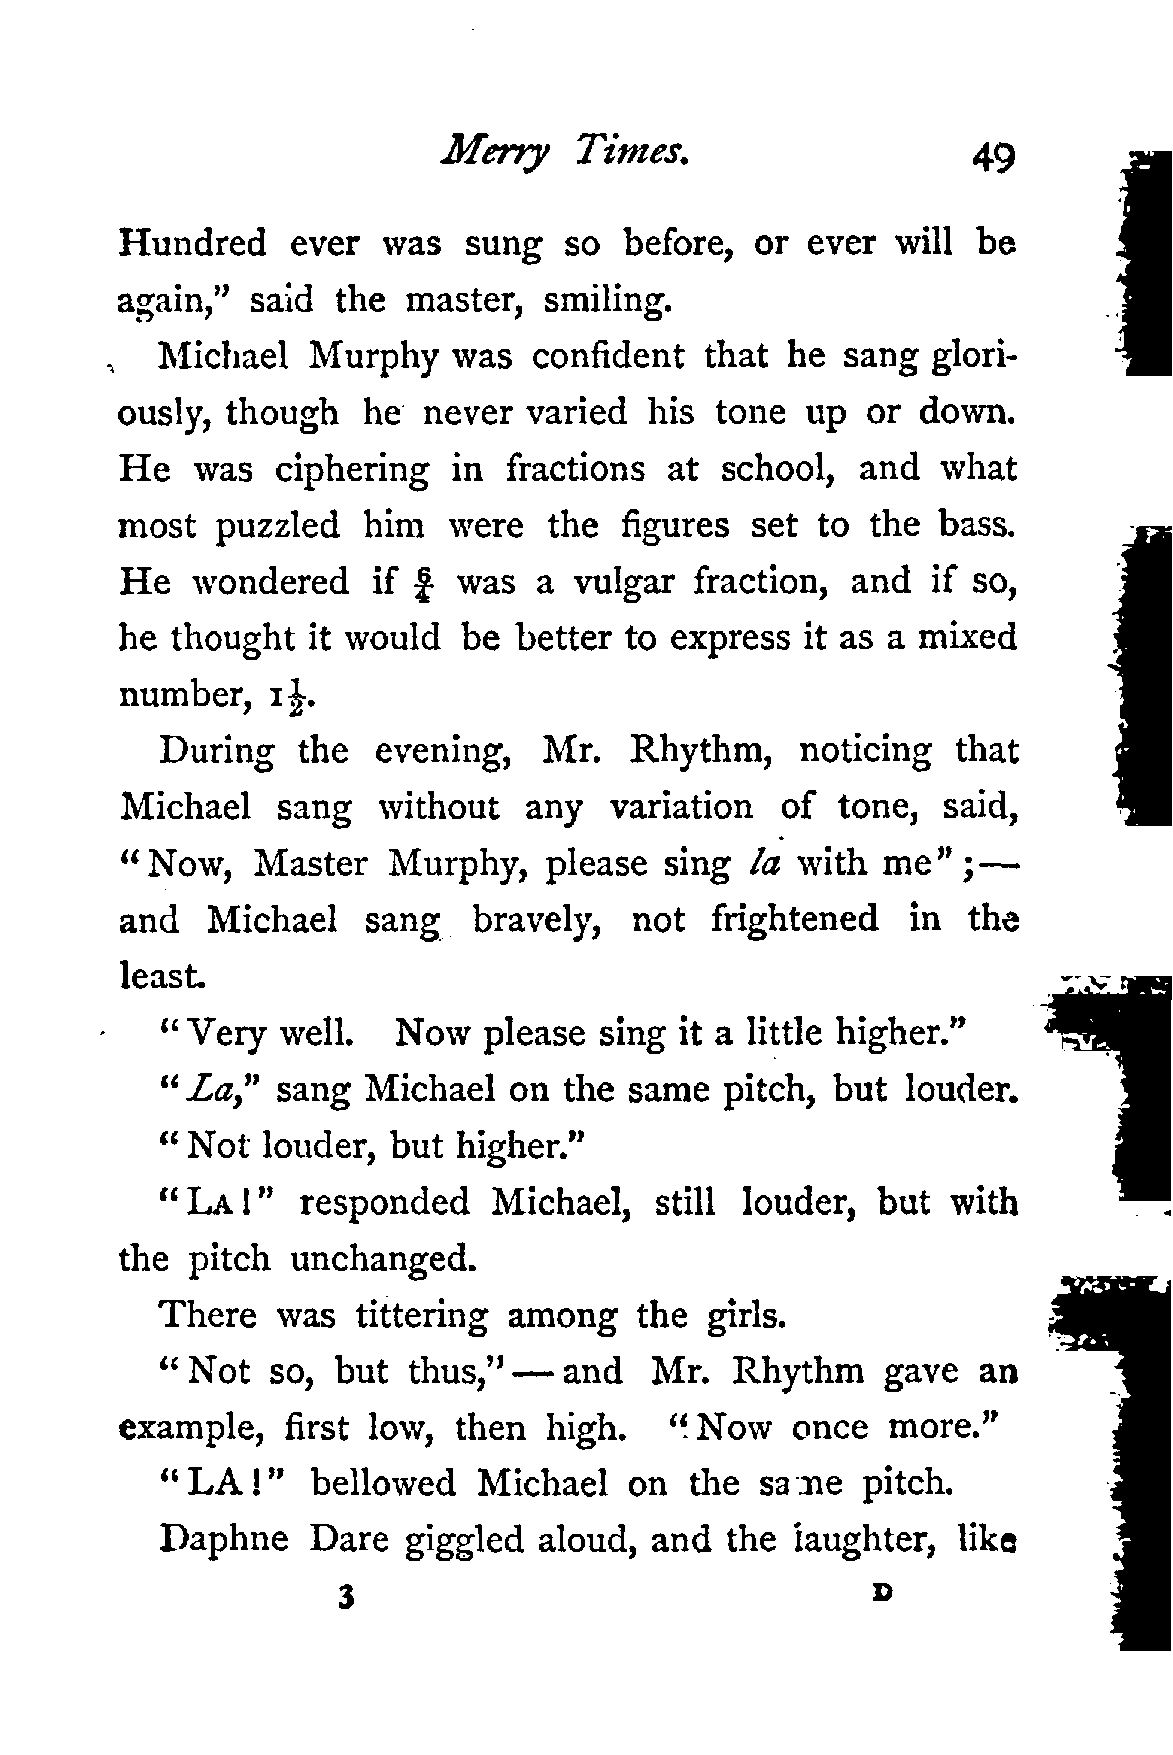 Merry Times. 49
Hundred ever was sung so before, or ever will be
again,” said the master, smiling.
Michael Murphy was confident that he sang glori-
ously, though he never varied his tone up or down.
He was ciphering in fractions at school, and what
most puzzled him were the figures set to the bass.
He wondered if 6/4 was a vulgar fraction, and if so,
he thought it would be better to express it as a mixed
number, 1½.
During the evening, Mr. Rhythm, noticing that
Michael sang without any variation of tone, said,
“Now, Master Murphy, please sing la with me”;—
and Michael sang bravely, not frightened in the
least.
“Very well. Now please sing it a little higher.”
“La,” sang Michael on the same pitch, but louder.
“Not louder, but higher.”
“LA!” responded Michael, still louder, but with
the pitch unchanged.
There was tittering among the girls.
“Not so, but thus,”—and Mr. Rhythm gave an
example, first low, then high. “Now once more.”
“LA!” bellowed Michael on the same pitch.
Daphne Dare giggled aloud, and the laughter, like
3 D